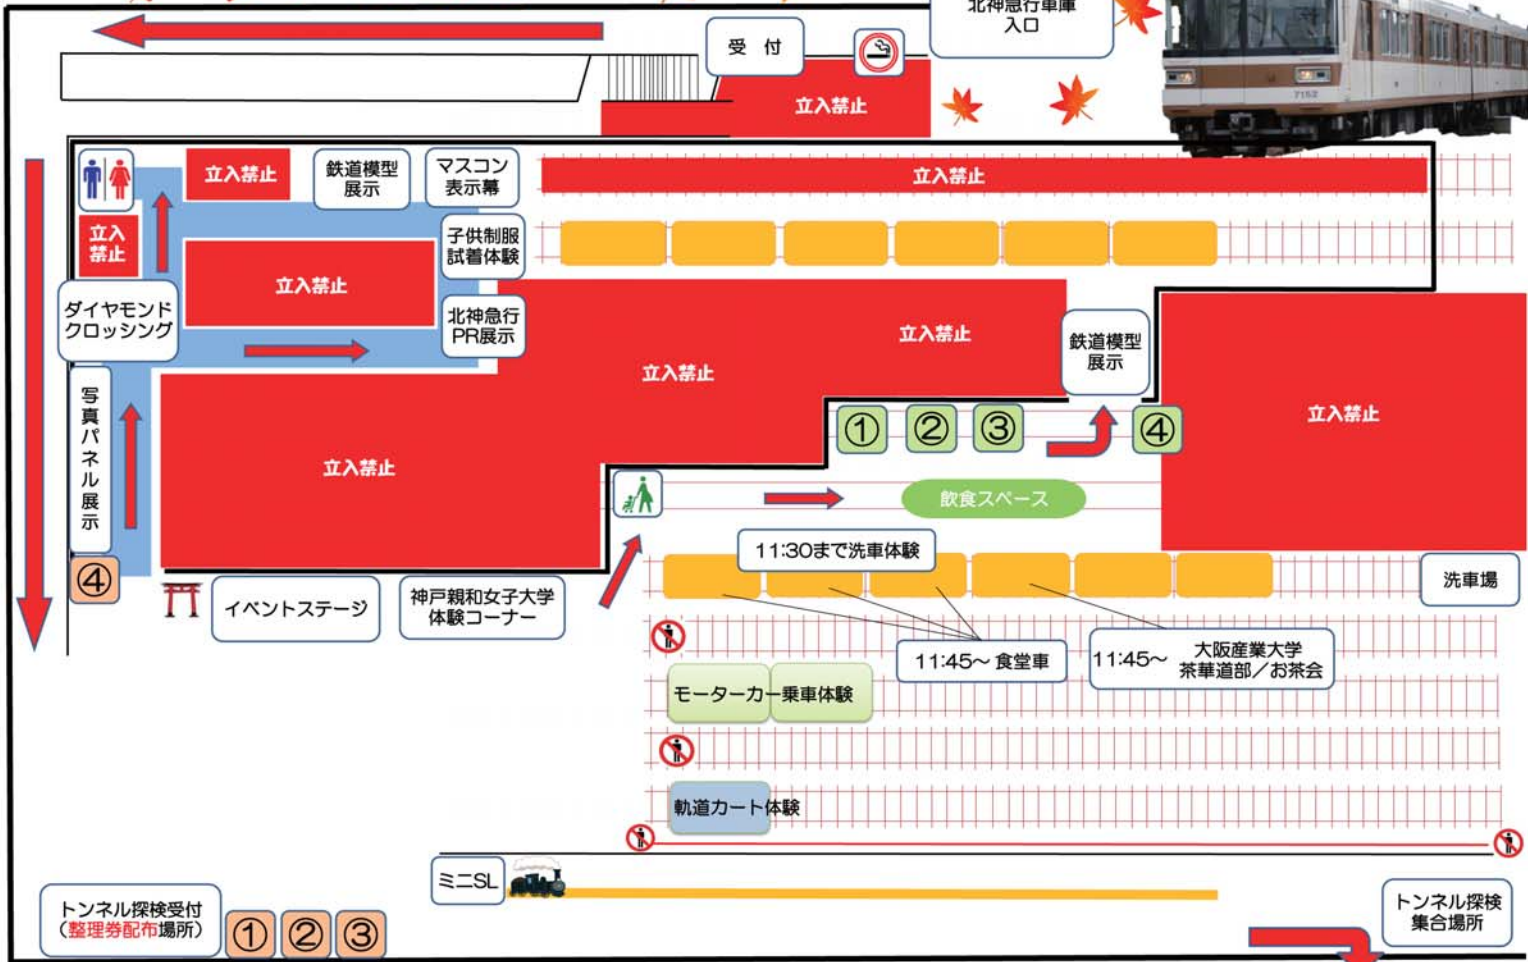 北神急行車庫
入口
受 付
7152
立入禁止
立入禁止
鉄道模型
展示
マスコン
表示幕
立入禁止
立入
禁止
子供制服
試着体験
立入禁止
ダイヤモンド
クロッシング
北神急行
PR展示
立入禁止
立入禁止
鉄道模型
展示
立入禁止
写真パネル展示
① ② ③ ④
立入禁止
飲食スペース
11:30まで洗車体験
④
イベントステージ
神戸親和女子大学
体験コーナー
洗車場
11:45～ 食堂車
11:45～ 大阪産業大学
茶華道部／お茶会
モーターカー乗車体験
軌道カート体験
ミニSL
トンネル探検受付
（整理券配布場所）
① ② ③
トンネル探検
集合場所